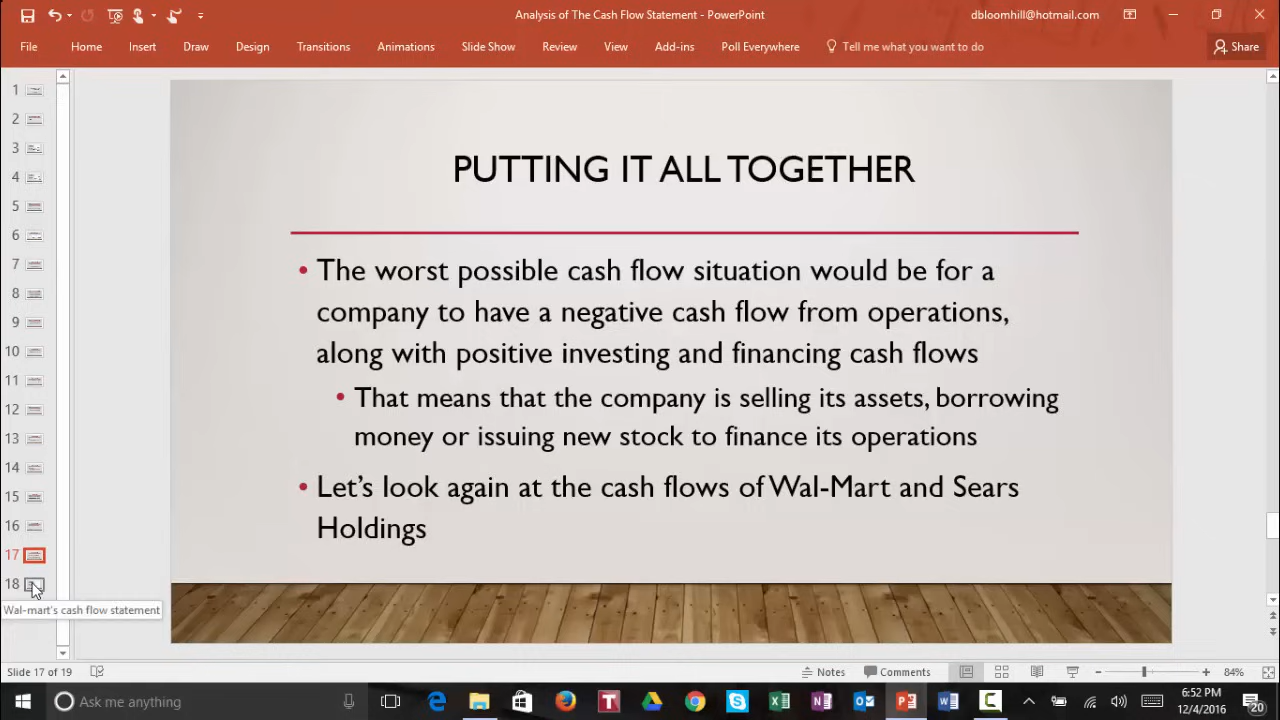 Analysis of The Cash Flow Statement - PowerPoint
dbloomhill@hotmail.com
File Home Insert Draw Design Transitions Animations Slide Show Review View Add-ins Poll Everywhere Tell me what you want to do Share
1
2
3
4
5
6
7
8
9
10
11
12
13
14
15
16
17
18
Wal-mart's cash flow statement
PUTTING IT ALL TOGETHER
• The worst possible cash flow situation would be for a
company to have a negative cash flow from operations,
along with positive investing and financing cash flows
• That means that the company is selling its assets, borrowing
money or issuing new stock to finance its operations
• Let's look again at the cash flows of Wal-Mart and Sears
Holdings
Slide 17 of 19
Notes
Comments
84%
Ask me anything
6:52 PM
12/4/2016
20